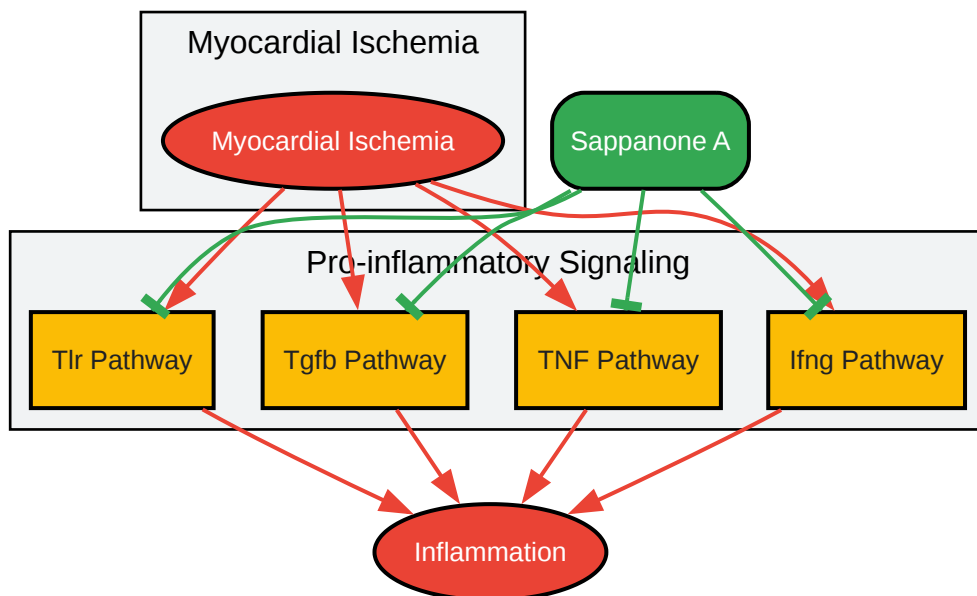 Myocardial Ischemia
Myocardial Ischemia
Sappanone A
Pro-inflammatory Signaling
Tlr Pathway
Tgfb Pathway
TNF Pathway
Ifng Pathway
Inflammation